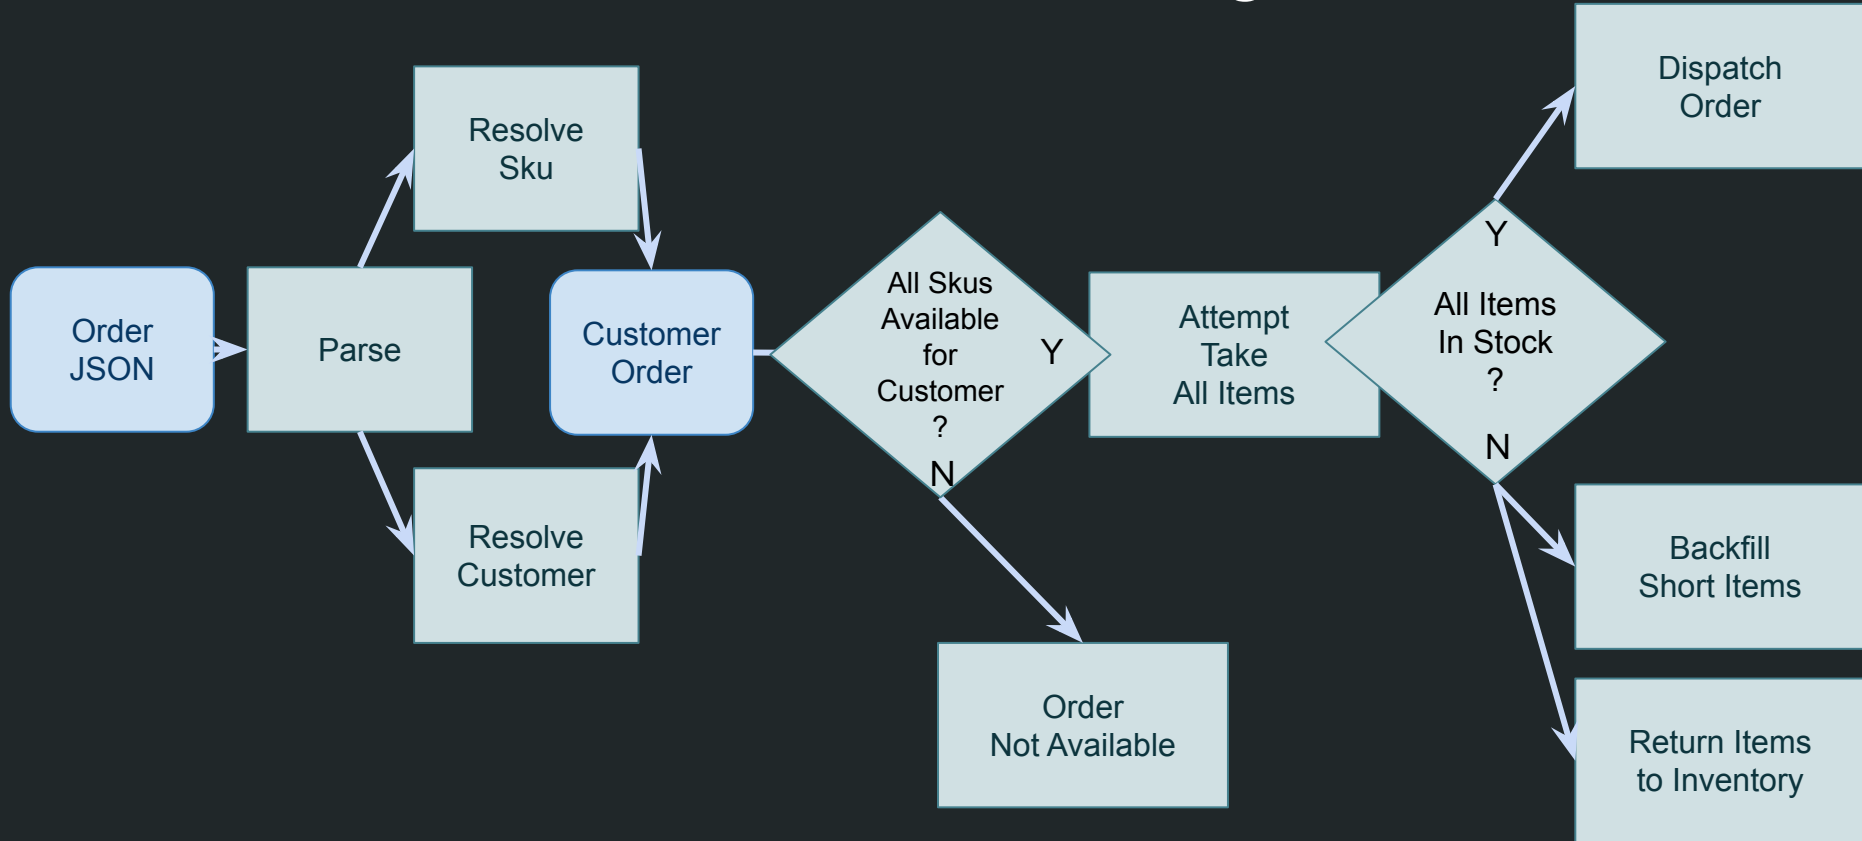 Order
JSON
Parse
Resolve
Sku
Resolve
Customer
Customer
Order
All Skus
Available
for
Customer
?
Y
N
Order
Not Available
Attempt
Take
All Items
Y
All Items
In Stock
?
N
Dispatch
Order
Backfill
Short Items
Return Items
to Inventory